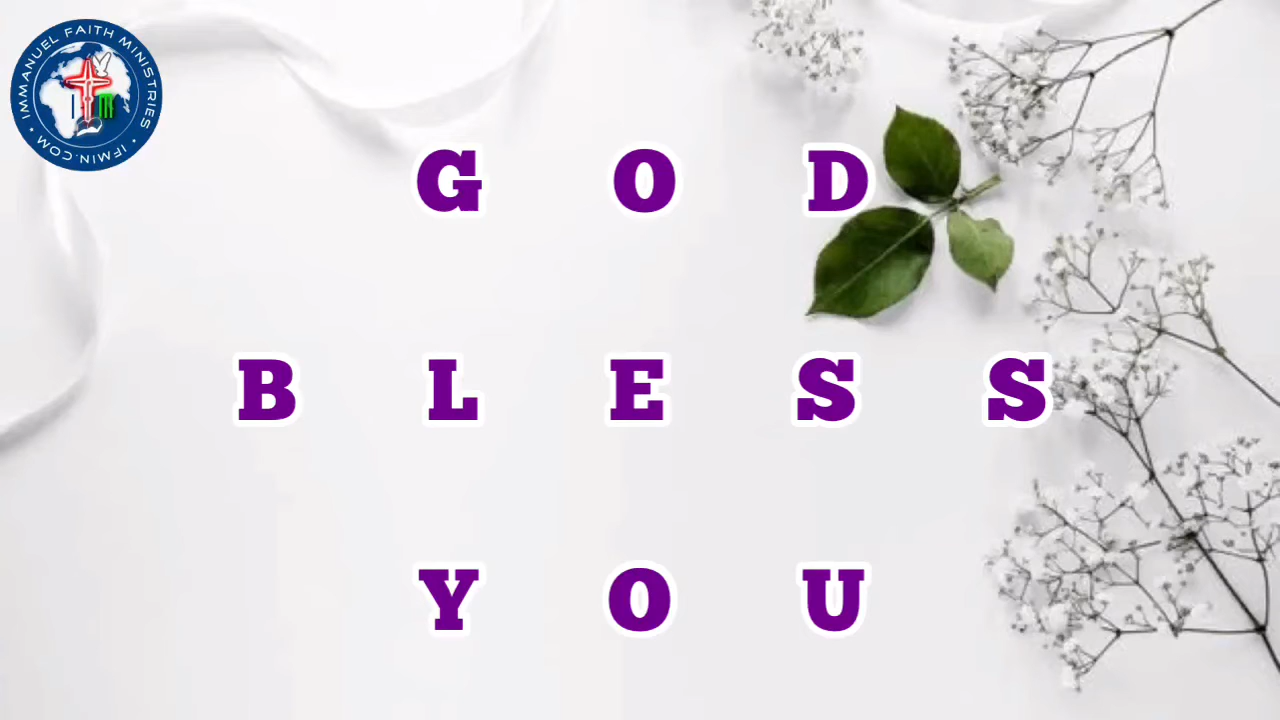 IMMANUEL FAITH MINISTRIES • IFMIN.COM •
G O D
B L E S S
Y O U